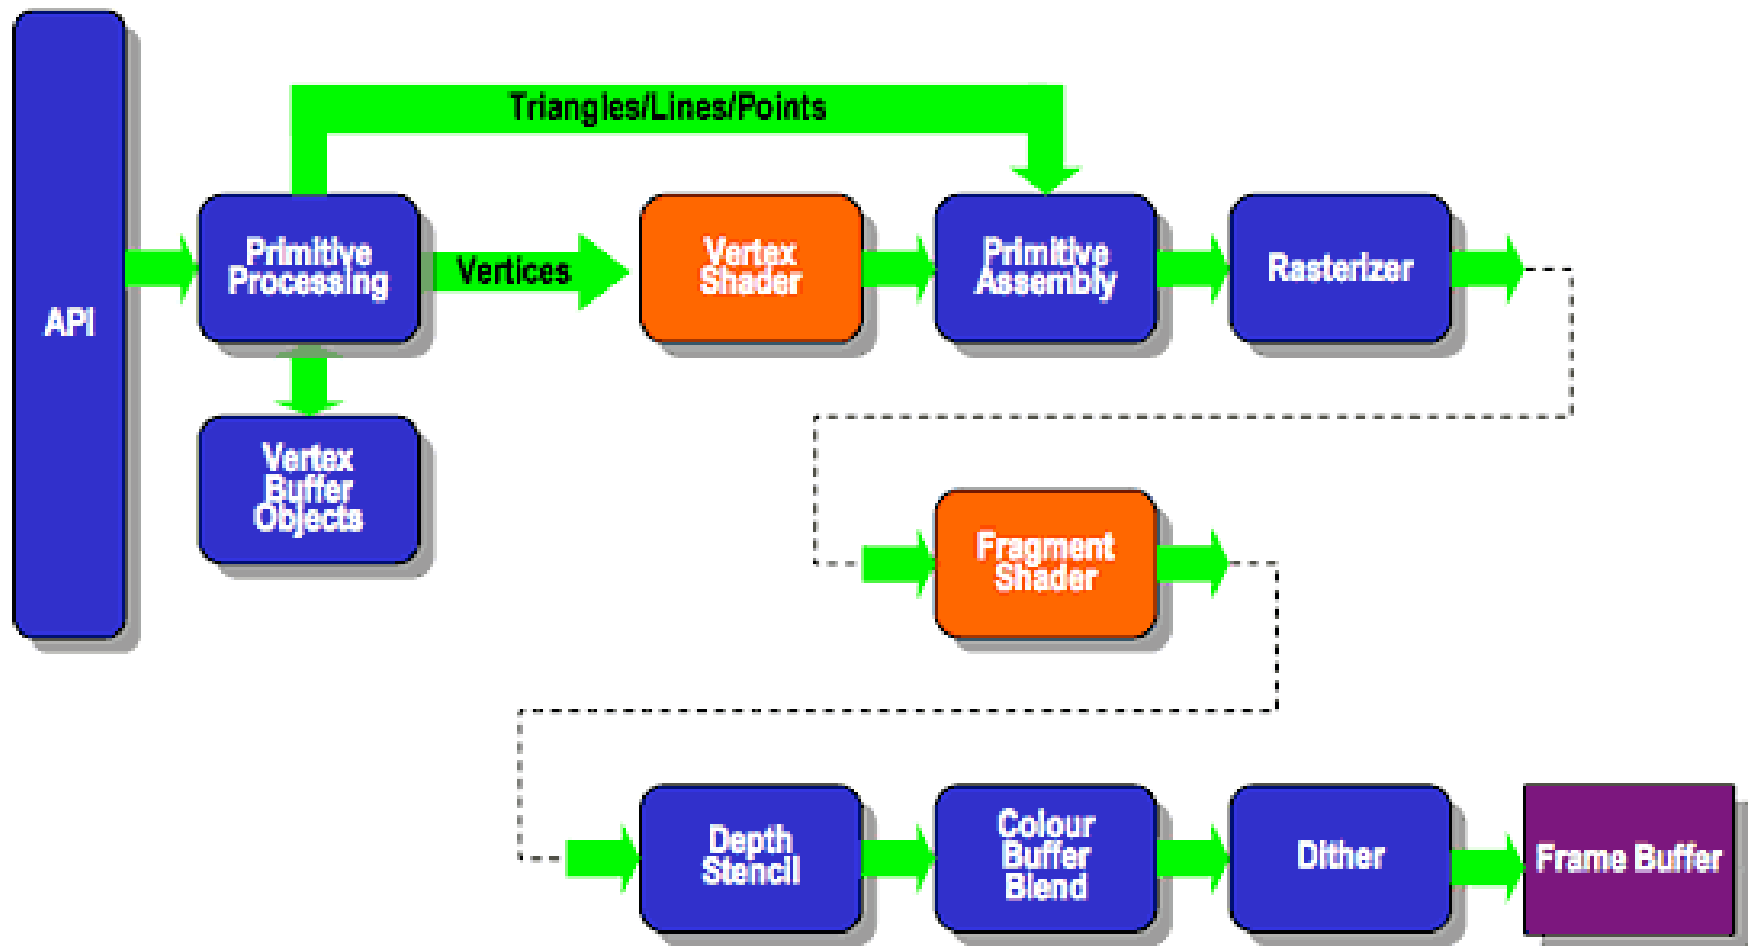 Triangles/Lines/Points
API
Primitive
Processing
Vertices
Vertex
Shader
Primitive
Assembly
Rasterizer
Vertex
Buffer
Objects
Fragment
Shader
Depth
Stencil
Colour
Buffer
Blend
Dither
Frame Buffer